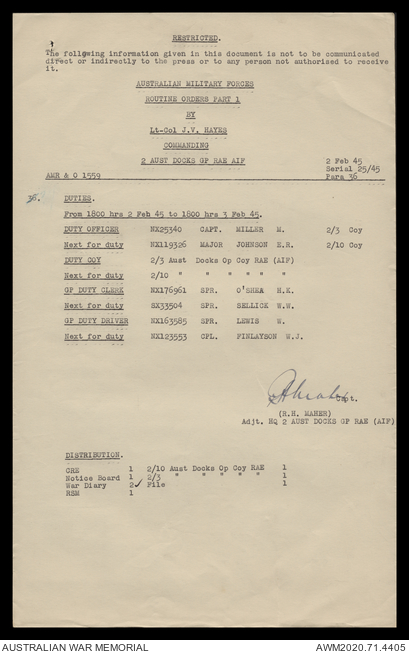 RESTRICTED.
The following information given in this document is not to be communicated
direct or indirectly to the press or to any person not authorised to receive
it.
AUSTRALIAN MILITARY FORCES
ROUTINE ORDERS PART 1
BY
Lt-Col J.V. HAYES
COMMANDING
2 AUST DOCKS GP RAE AIF
2 Feb 45
Serial 25/45
AMR & O 1559 Para 36
36. DUTIES.
From 1800 hrs 2 Feb 45 to 1800 hrs 3 Feb 45.
DUTY OFFICER NX25340 CAPT. MILLER M. 2/3 Coy
Next for duty NX119326 MAJOR JOHNSON E.R. 2/10 Coy
DUTY COY 2/3 Aust Docks Op Coy RAE (AIF)
Next for duty 2/10 " " " " " "
GP DUTY CLERK NX176961 SPR. O'SHEA H.K.
Next for duty SX33504 SPR. SELLICK W.W.
GP DUTY DRIVER NX163585 SPR. LEWIS W.
Next for duty NX123553 CPL. FINLAYSON W.J.
Capt.
(R.H. MAHER)
Adjt. HQ 2 AUST DOCKS GP RAE (AIF)
DISTRIBUTION.
CRE 1 2/10 Aust Docks Op Coy RAE 1
Notice Board 1 2/3 " " " " " 1
War Diary 2 ✓ File 1
RSM 1
AUSTRALIAN WAR MEMORIAL AWM2020.71.4405